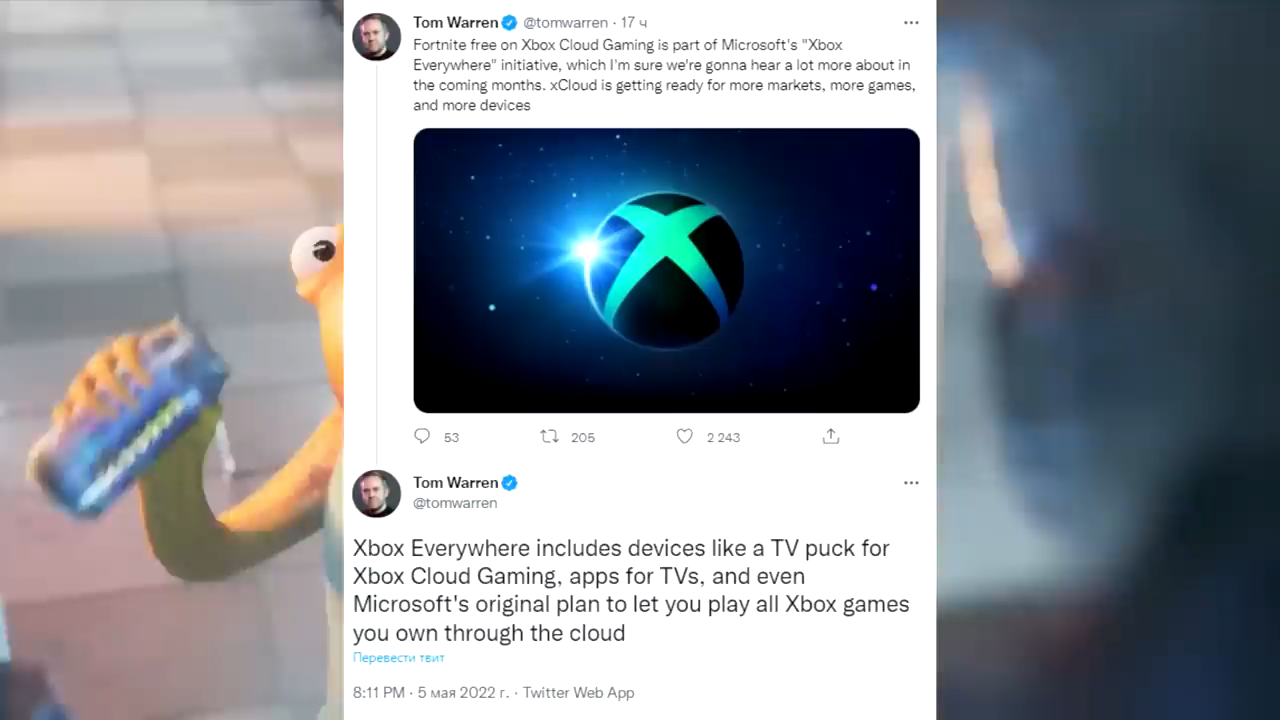 Tom Warren @tomwarren · 17 ч
Fortnite free on Xbox Cloud Gaming is part of Microsoft's "Xbox
Everywhere" initiative, which I'm sure we're gonna hear a lot more about in
the coming months. xCloud is getting ready for more markets, more games,
and more devices
53 205 2 243
Tom Warren
@tomwarren
Xbox Everywhere includes devices like a TV puck for
Xbox Cloud Gaming, apps for TVs, and even
Microsoft's original plan to let you play all Xbox games
you own through the cloud
Перевести твит
8:11 PM · 5 мая 2022 г. · Twitter Web App